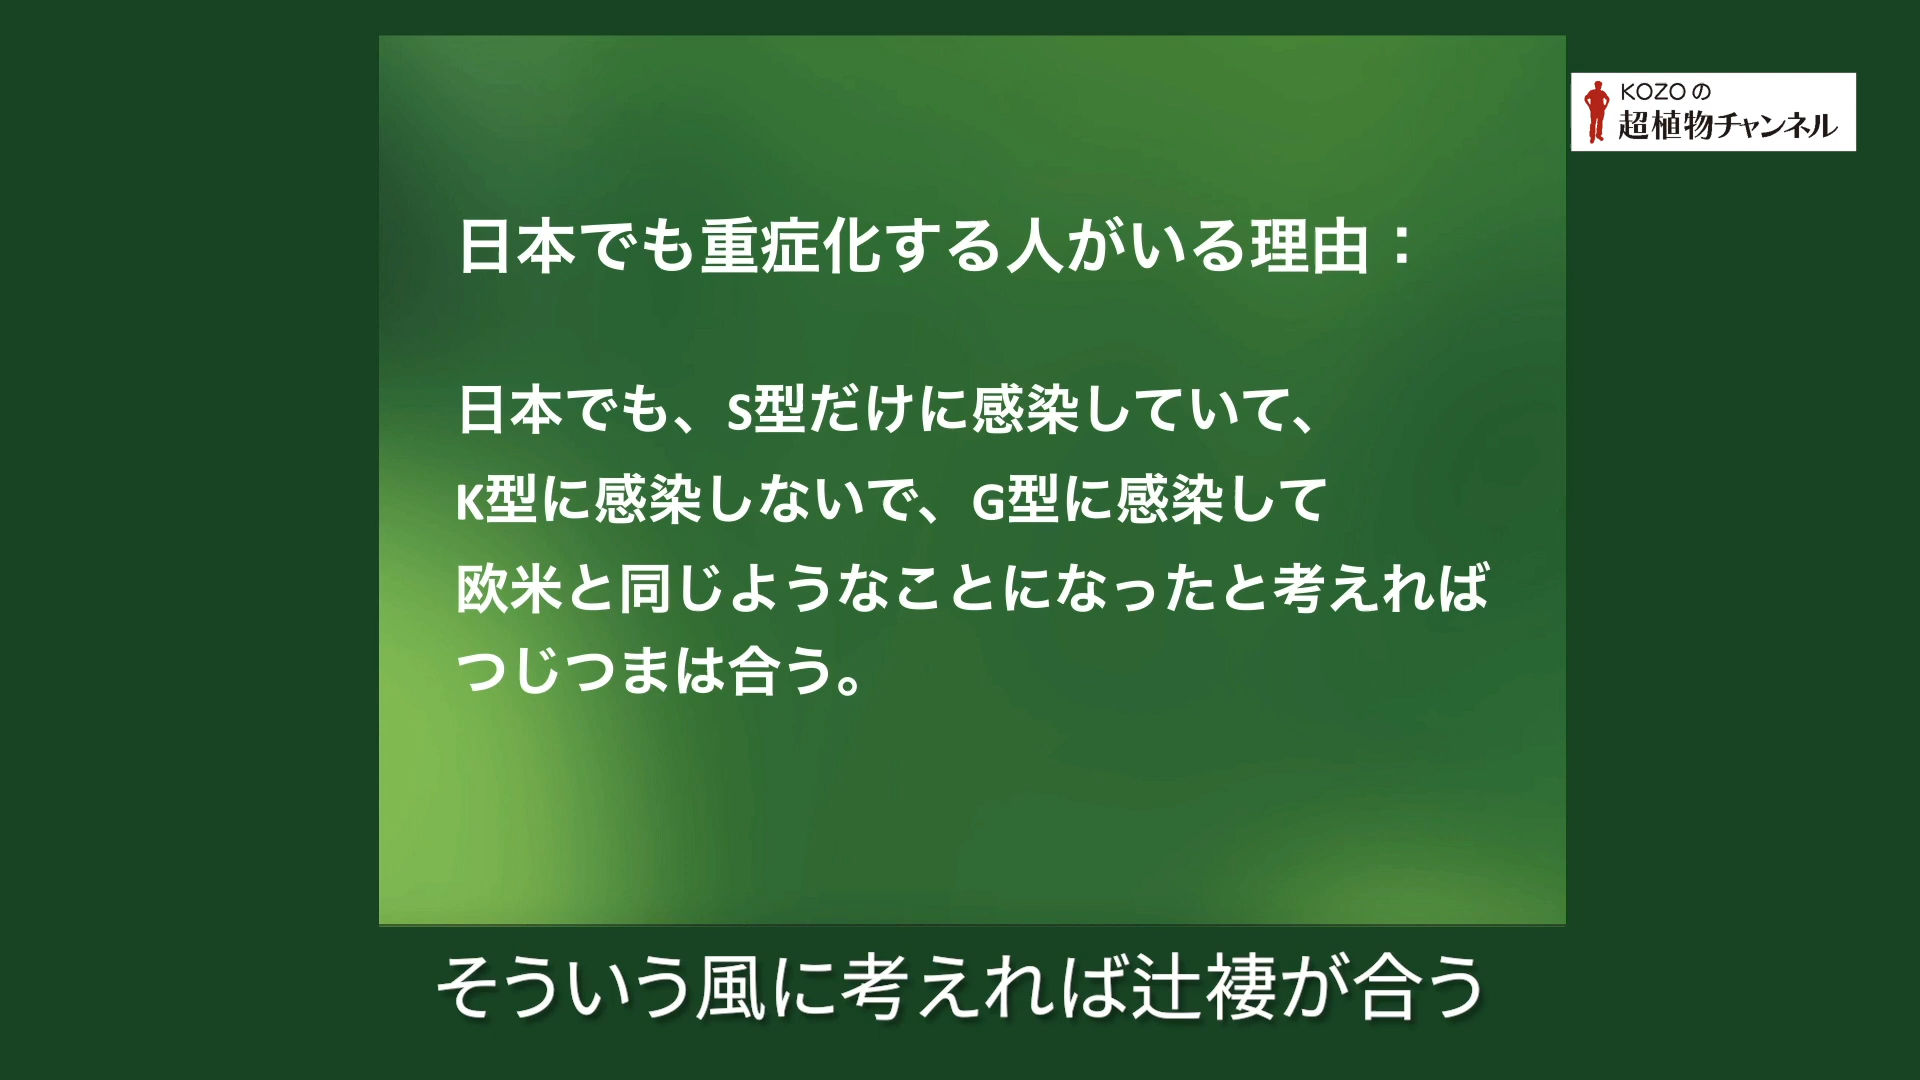 KOZOの
超植物チャンネル
日本でも重症化する人がいる理由：
日本でも、S型だけに感染していて、
K型に感染しないで、G型に感染して
欧米と同じようなことになったと考えれば
つじつまは合う。
そういう風に考えれば辻褄が合う